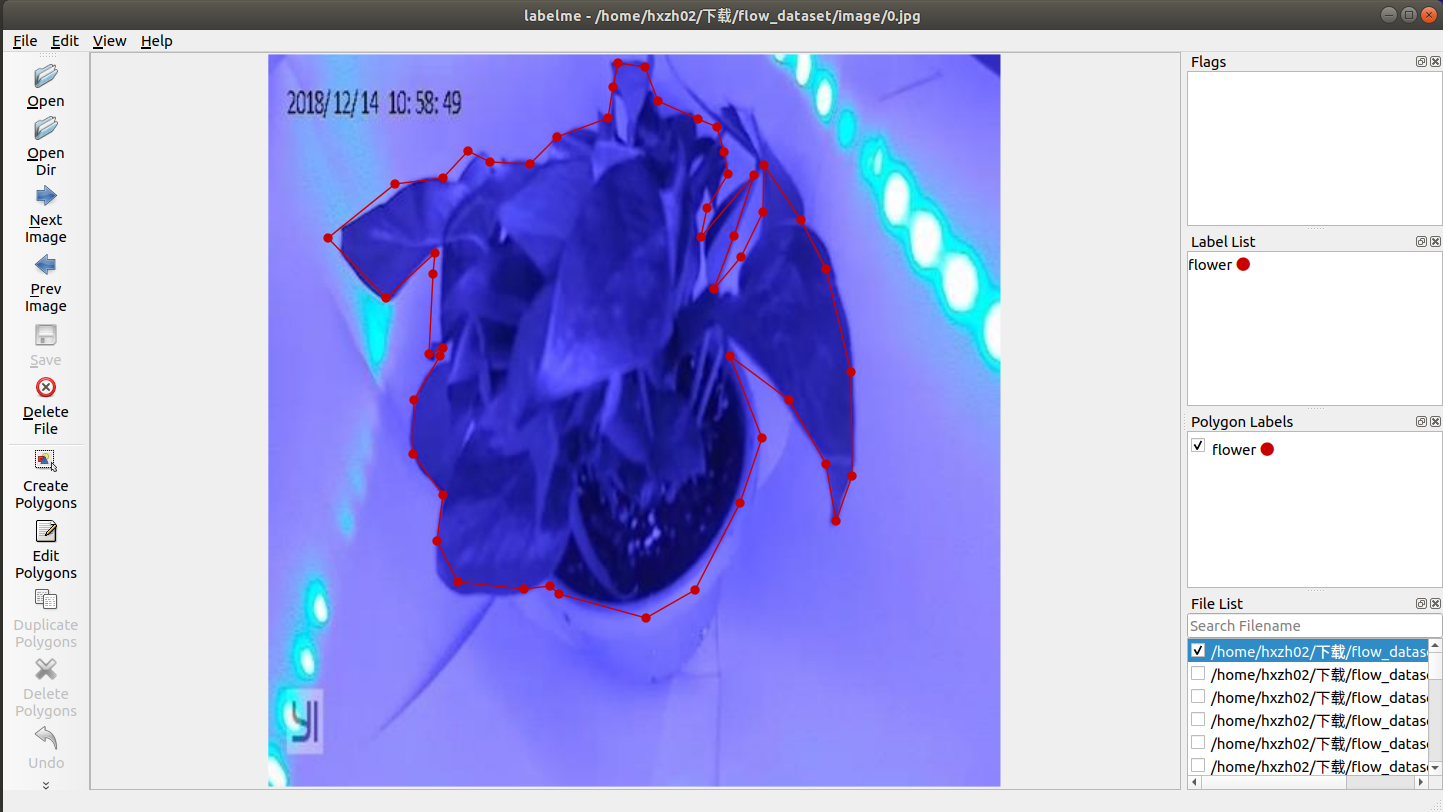 labelme - /home/hxzh02/下载/flow_dataset/image/0.jpg
File Edit View Help
Open
Open
Dir
Next
Image
Prev
Image
Save
Delete
File
Create
Polygons
Edit
Polygons
Duplicate
Polygons
Delete
Polygons
Undo
2018/12/14 10:58:49
YI
Flags
Label List
flower
Polygon Labels
flower
File List
Search Filename
/home/hxzh02/下载/flow_datas
/home/hxzh02/下载/flow_datas
/home/hxzh02/下载/flow_datas
/home/hxzh02/下载/flow_datas
/home/hxzh02/下载/flow_datas
/home/hxzh02/下载/flow_datas